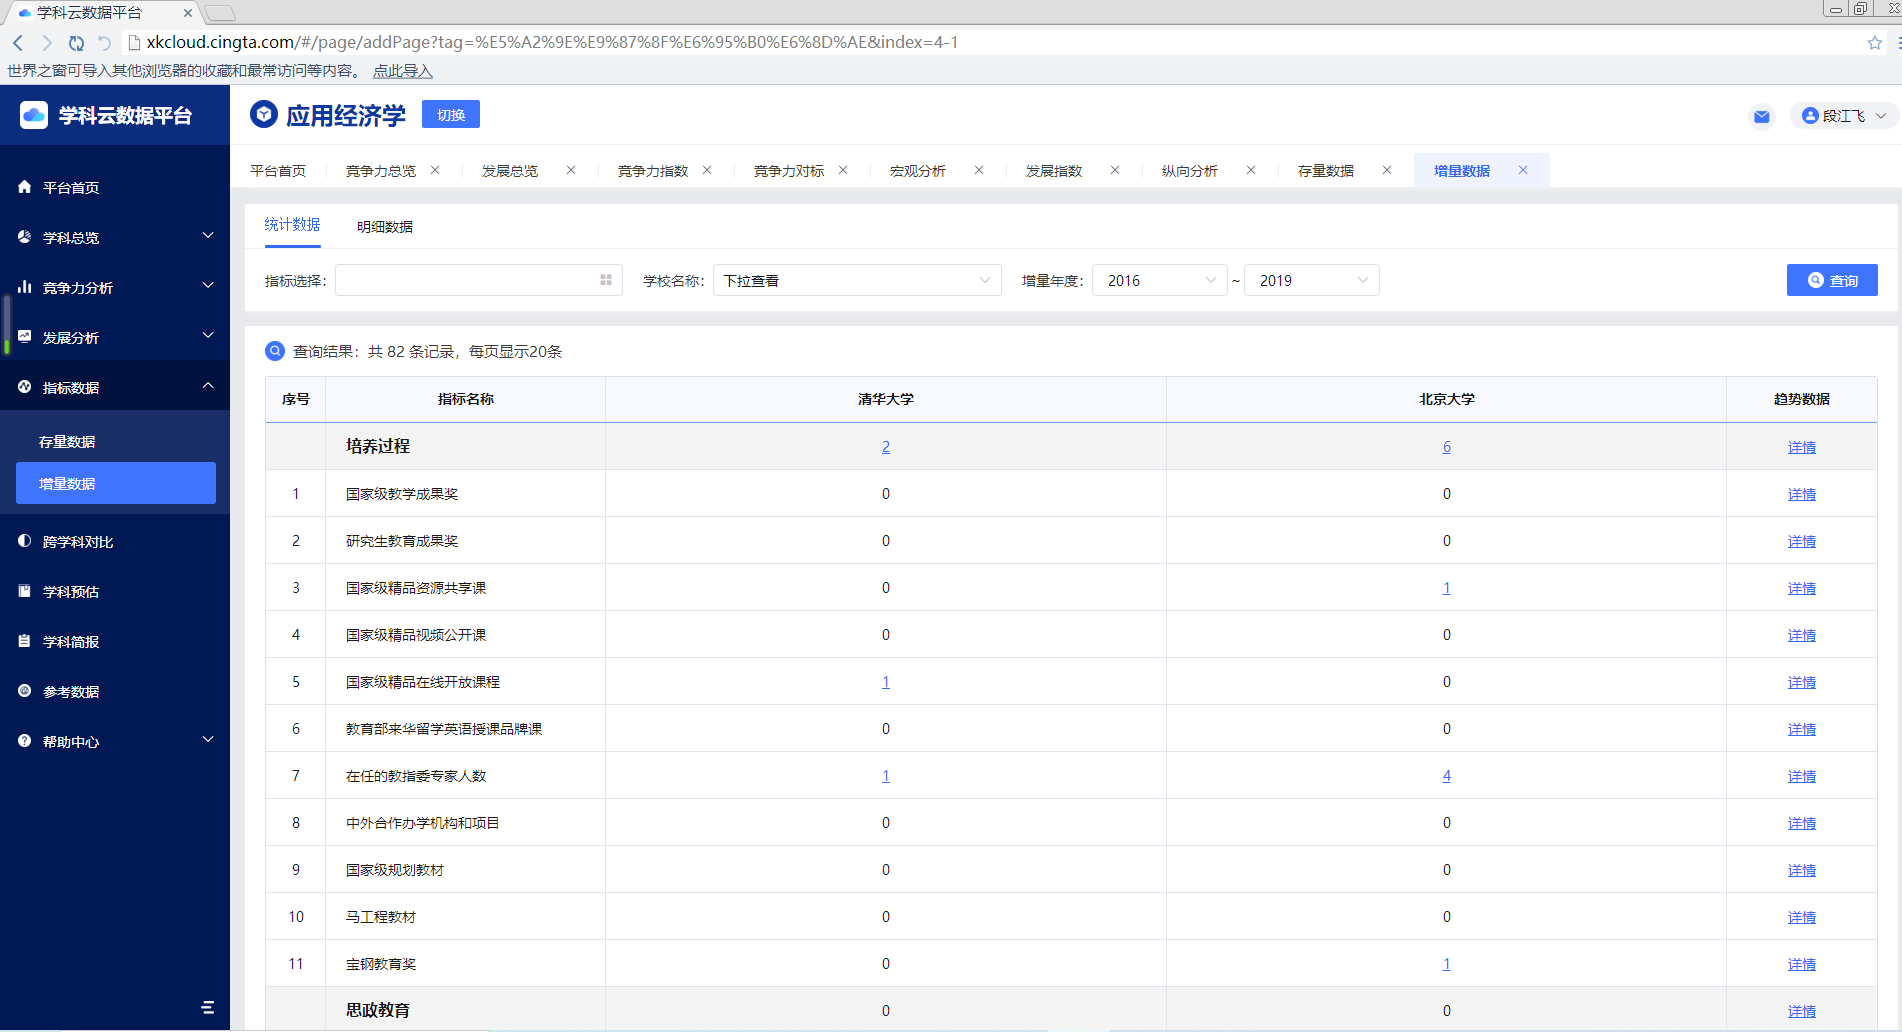 学科云数据平台
xkcloud.cingta.com/#/page/addPage?tag=%E5%A2%9E%E9%87%8F%E6%95%B0%E6%8D%AE&index=4-1
世界之窗可导入其他浏览器的收藏和最常访问等内容。 点此导入
学科云数据平台
应用经济学 切换
段江飞
平台首页 竞争力总览 发展总览 竞争力指数 竞争力对标 宏观分析 发展指数 纵向分析 存量数据 增量数据
平台首页
学科总览
竞争力分析
发展分析
指标数据
存量数据
增量数据
跨学科对比
学科预估
学科简报
参考数据
帮助中心
统计数据 明细数据
指标选择： 学校名称： 下拉查看 增量年度： 2016 ~ 2019 查询
查询结果：共 82 条记录，每页显示20条
序号 指标名称 清华大学 北京大学 趋势数据
培养过程 2 6 详情
1 国家级教学成果奖 0 0 详情
2 研究生教育成果奖 0 0 详情
3 国家级精品资源共享课 0 1 详情
4 国家级精品视频公开课 0 0 详情
5 国家级精品在线开放课程 1 0 详情
6 教育部来华留学英语授课品牌课 0 0 详情
7 在任的教指委专家人数 1 4 详情
8 中外合作办学机构和项目 0 0 详情
9 国家级规划教材 0 0 详情
10 马工程教材 0 0 详情
11 宝钢教育奖 0 1 详情
思政教育 0 0 详情